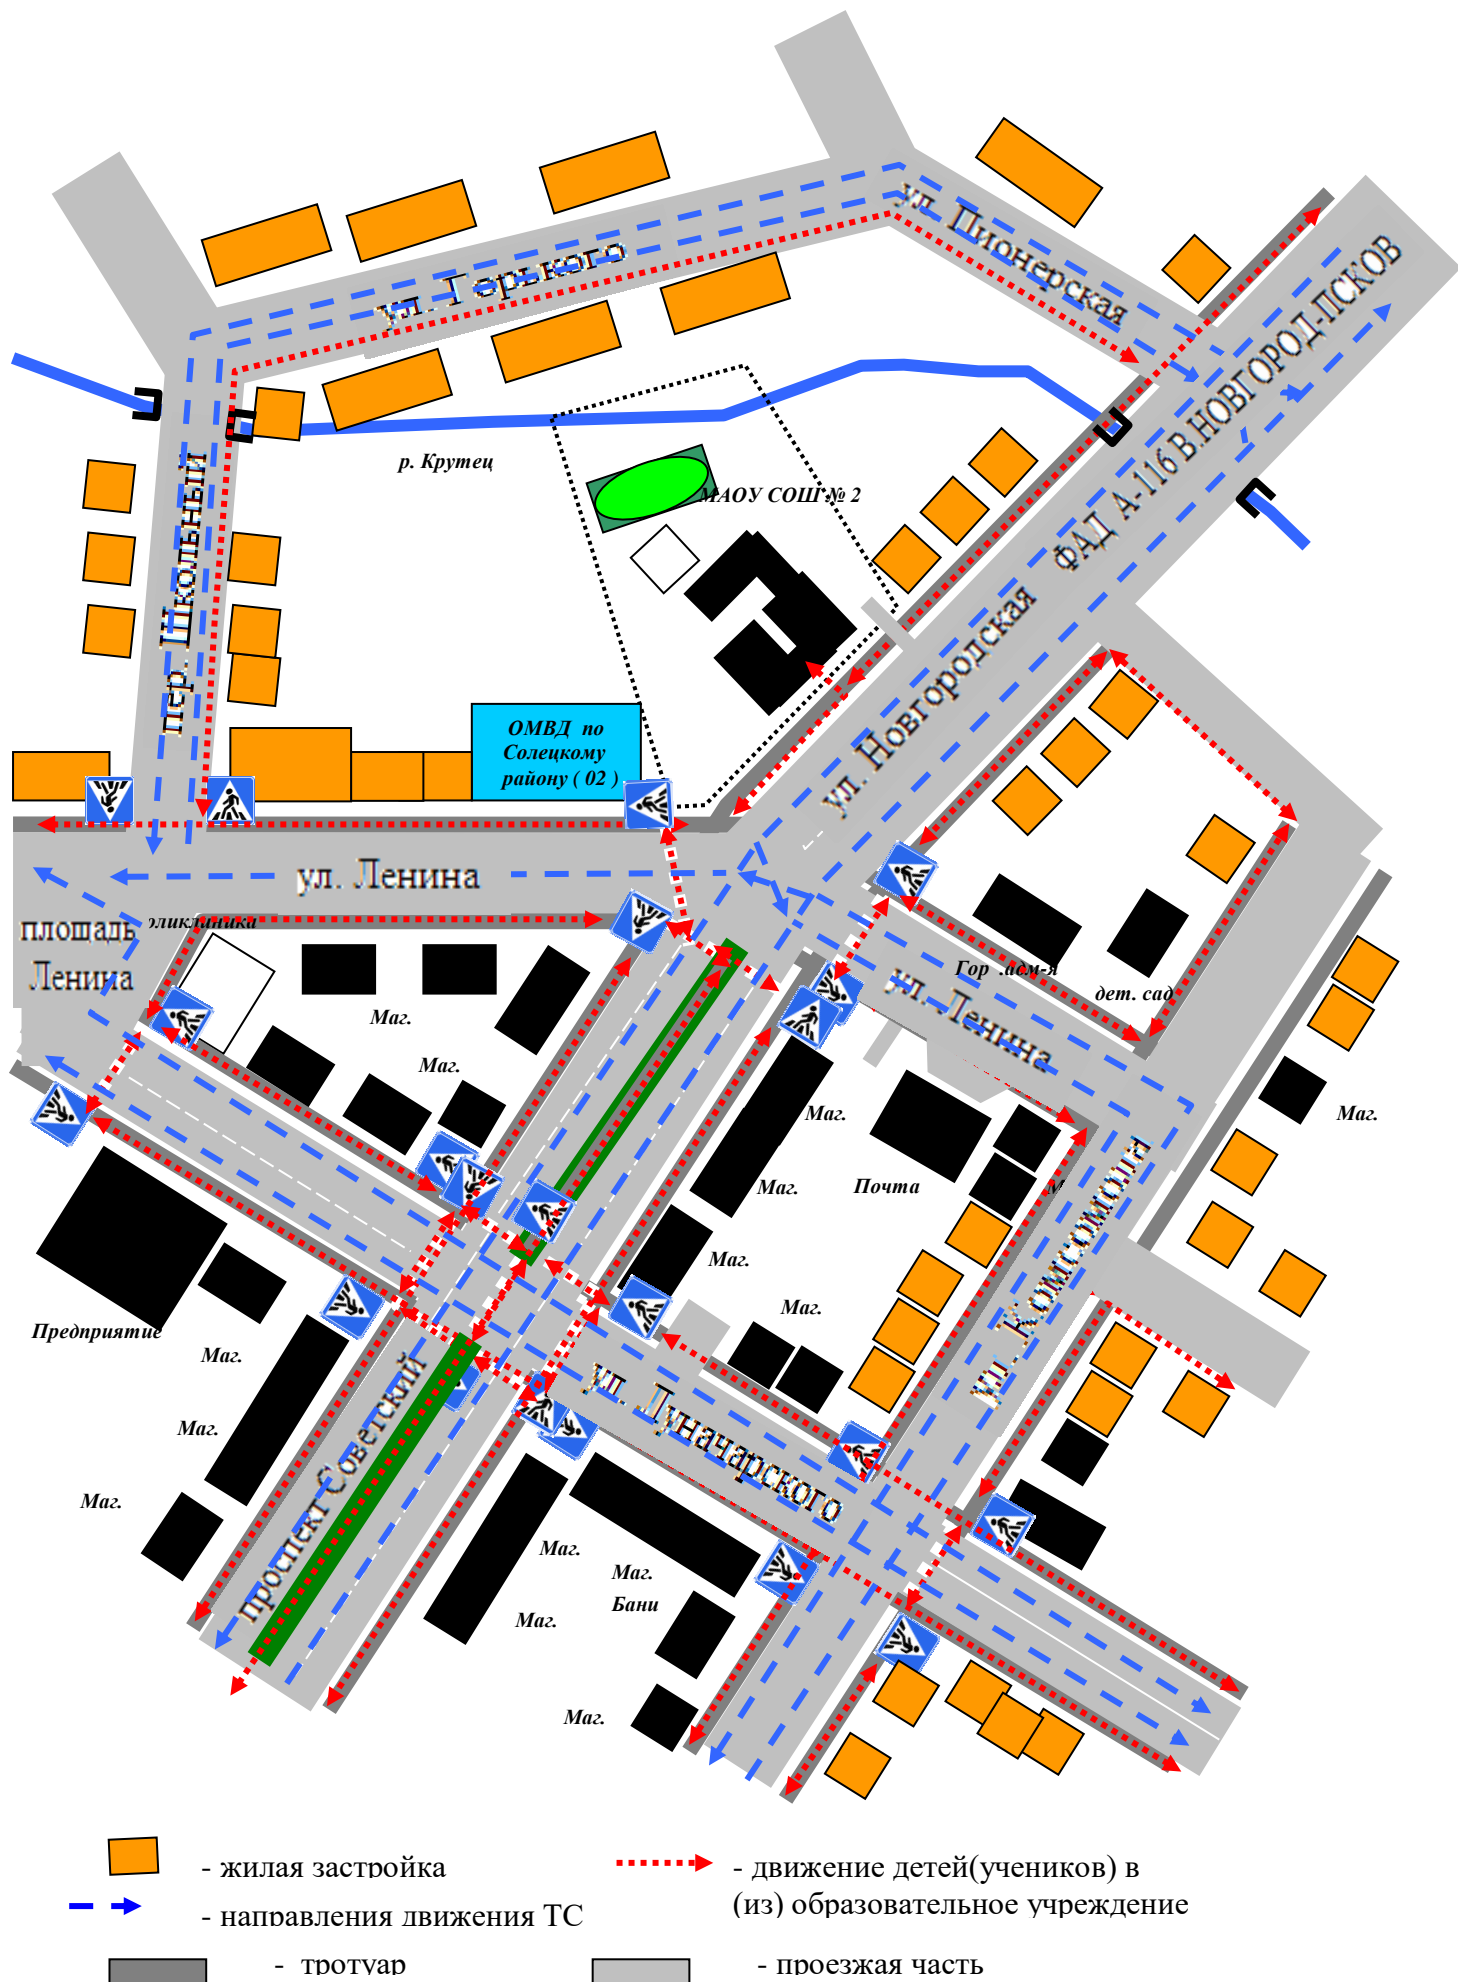 ул. Пионерская
ул. Горького
ФАД А-116 В.НОВГОРОД-ПСКОВ
р. Крутец
МАОУ СОШ № 2
пер. Школьный
ул. Новгородская
ОМВД по
Солецкому
району ( 02 )
ул. Ленина
площадь
Ленина
оликлиника
Гор
дет. сад
ул. Ленина
Маг.
Маг.
Маг.
Маг.
Маг.
Почта
Маг.
Маг.
ул. Комсомола
Предприятие
Маг.
Маг.
Маг.
проспект Советский
ул. Луначарского
Маг.
Маг.
Бани
Маг.
Маг.
- жилая застройка
- движение детей(учеников) в
(из) образовательное учреждение
- направления движения ТС
- тротуар
- проезжая часть